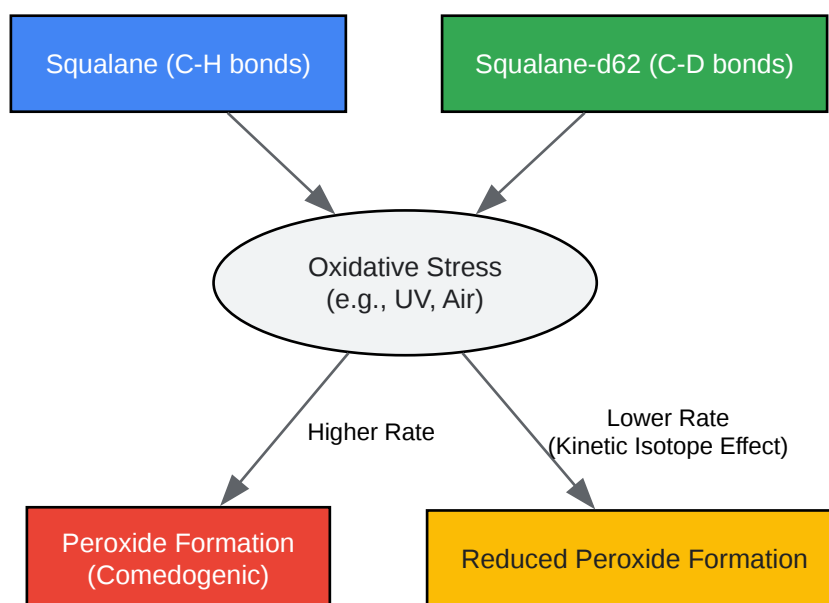 Squalane (C-H bonds)
Squalane-d62 (C-D bonds)
Oxidative Stress
(e.g., UV, Air)
Higher Rate
Lower Rate
(Kinetic Isotope Effect)
Peroxide Formation
(Comedogenic)
Reduced Peroxide Formation